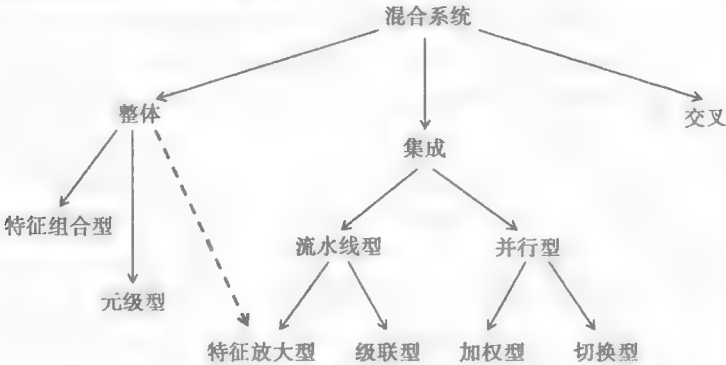 混合系统
整体
交叉
集成
特征组合型
流水线型
并行型
元级型
特征放大型
级联型
加权型
切换型